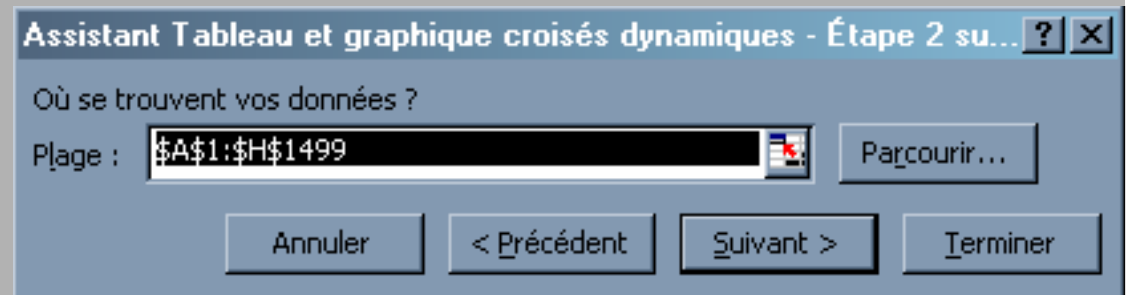 Assistant Tableau et graphique croisés dynamiques - Étape 2 su...
Où se trouvent vos données ?
Plage : $A$1:$H$1499 Parcourir...
Annuler < Précédent Suivant > Terminer